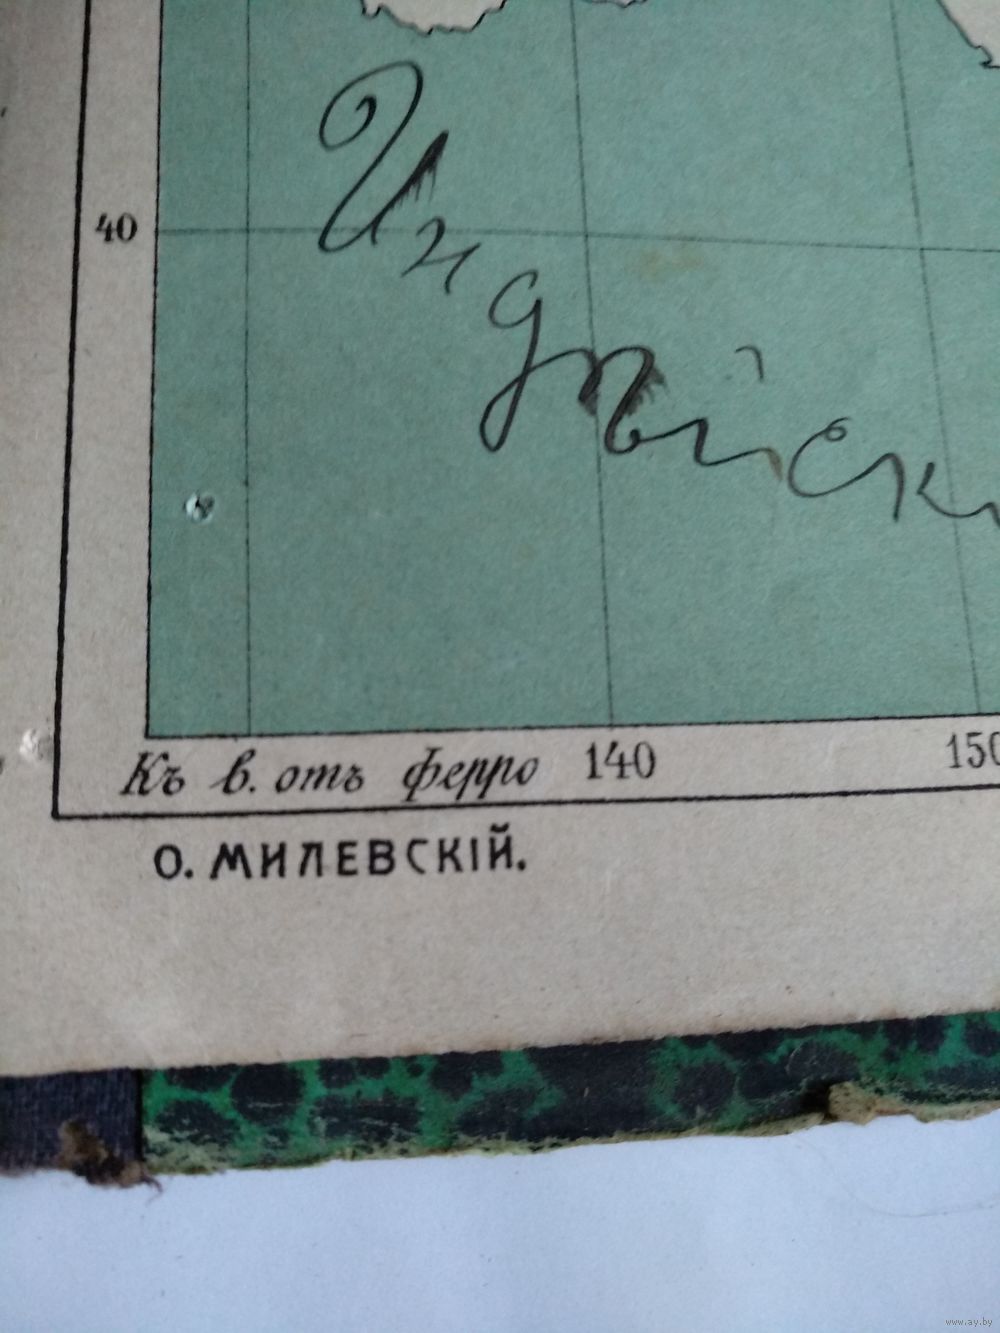 40
Индійск
Къ в. отъ ферро 140 150
О. МИЛЕВСКІЙ.
www.ay.by